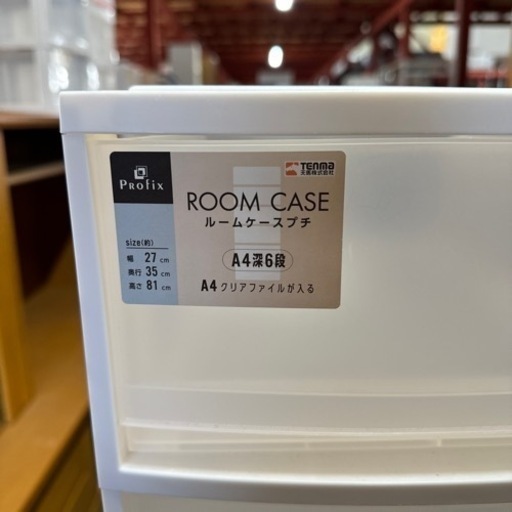 Profix
TENMA
天馬株式会社
ROOM CASE
ルームケースプチ
A4深6段
A4クリアファイルが入る
size(約)
幅 27 cm
奥行 35 cm
高さ 81 cm